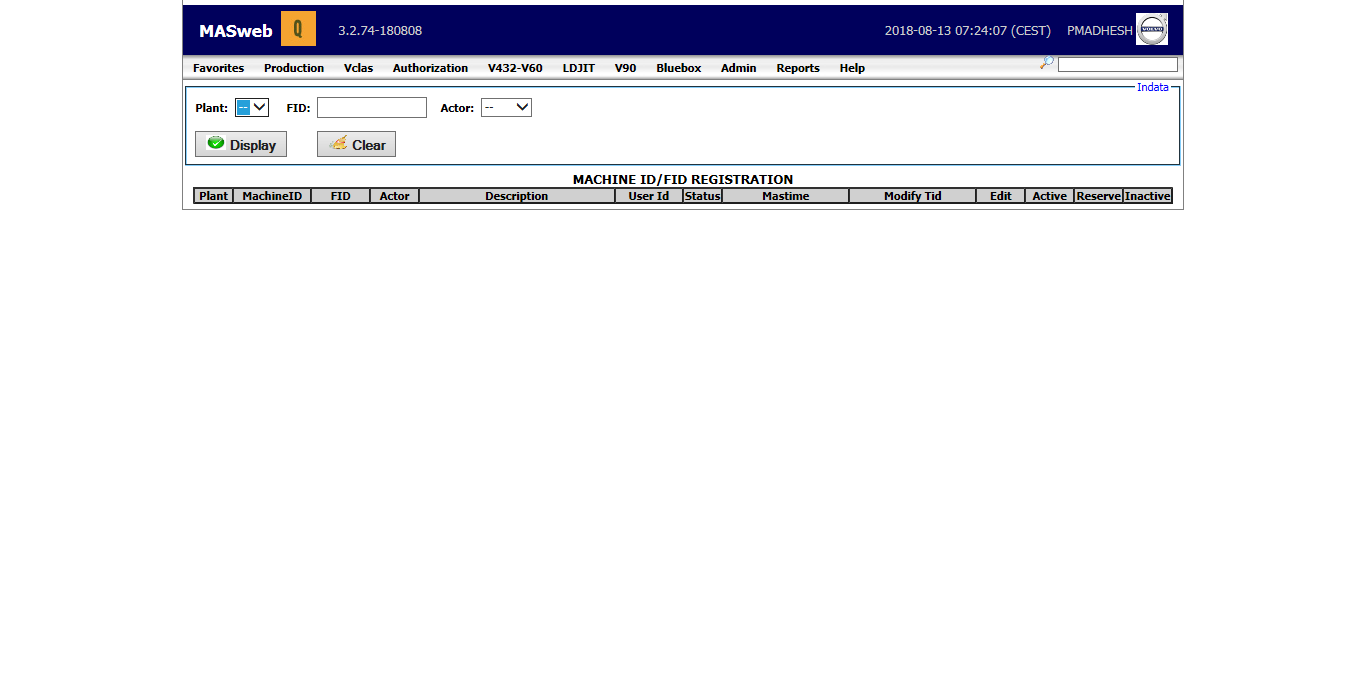 MASweb Q 3.2.74-180808 2018-08-13 07:24:07 (CEST) PMADHESH VOLVO
Favorites Production Vclas Authorization V432-V60 LDJIT V90 Bluebox Admin Reports Help
Indata
Plant: -- FID: Actor: --
Display Clear
MACHINE ID/FID REGISTRATION
Plant MachineID FID Actor Description User Id Status Mastime Modify Tid Edit Active Reserve Inactive